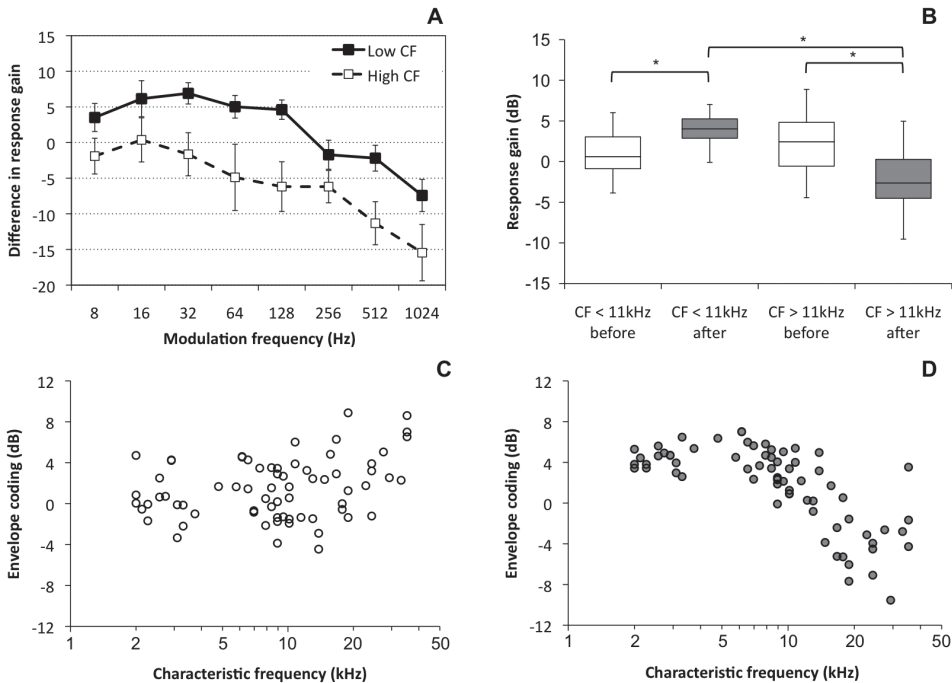 A
Difference in response gain
15
10
5
0
-5
-10
-15
-20
Low CF
High CF
8 16 32 64 128 256 512 1024
Modulation frequency (Hz)
B
Response gain (dB)
15
10
5
0
-5
-10
-15
*
*
*
CF < 11kHz before
CF < 11kHz after
CF > 11kHz before
CF > 11kHz after
C
Envelope coding (dB)
12
8
4
0
-4
-8
-12
1 2 5 10 20 50
Characteristic frequency (kHz)
D
Envelope coding (dB)
12
8
4
0
-4
-8
-12
1 2 5 10 20 50
Characteristic frequency (kHz)